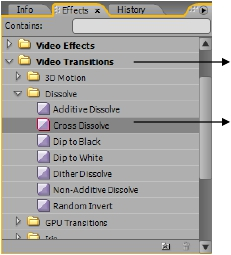 Info Effects x History
Contains:
Video Effects
Video Transitions
3D Motion
Dissolve
Additive Dissolve
Cross Dissolve
Dip to Black
Dip to White
Dither Dissolve
Non-Additive Dissolve
Random Invert
GPU Transitions
Iris